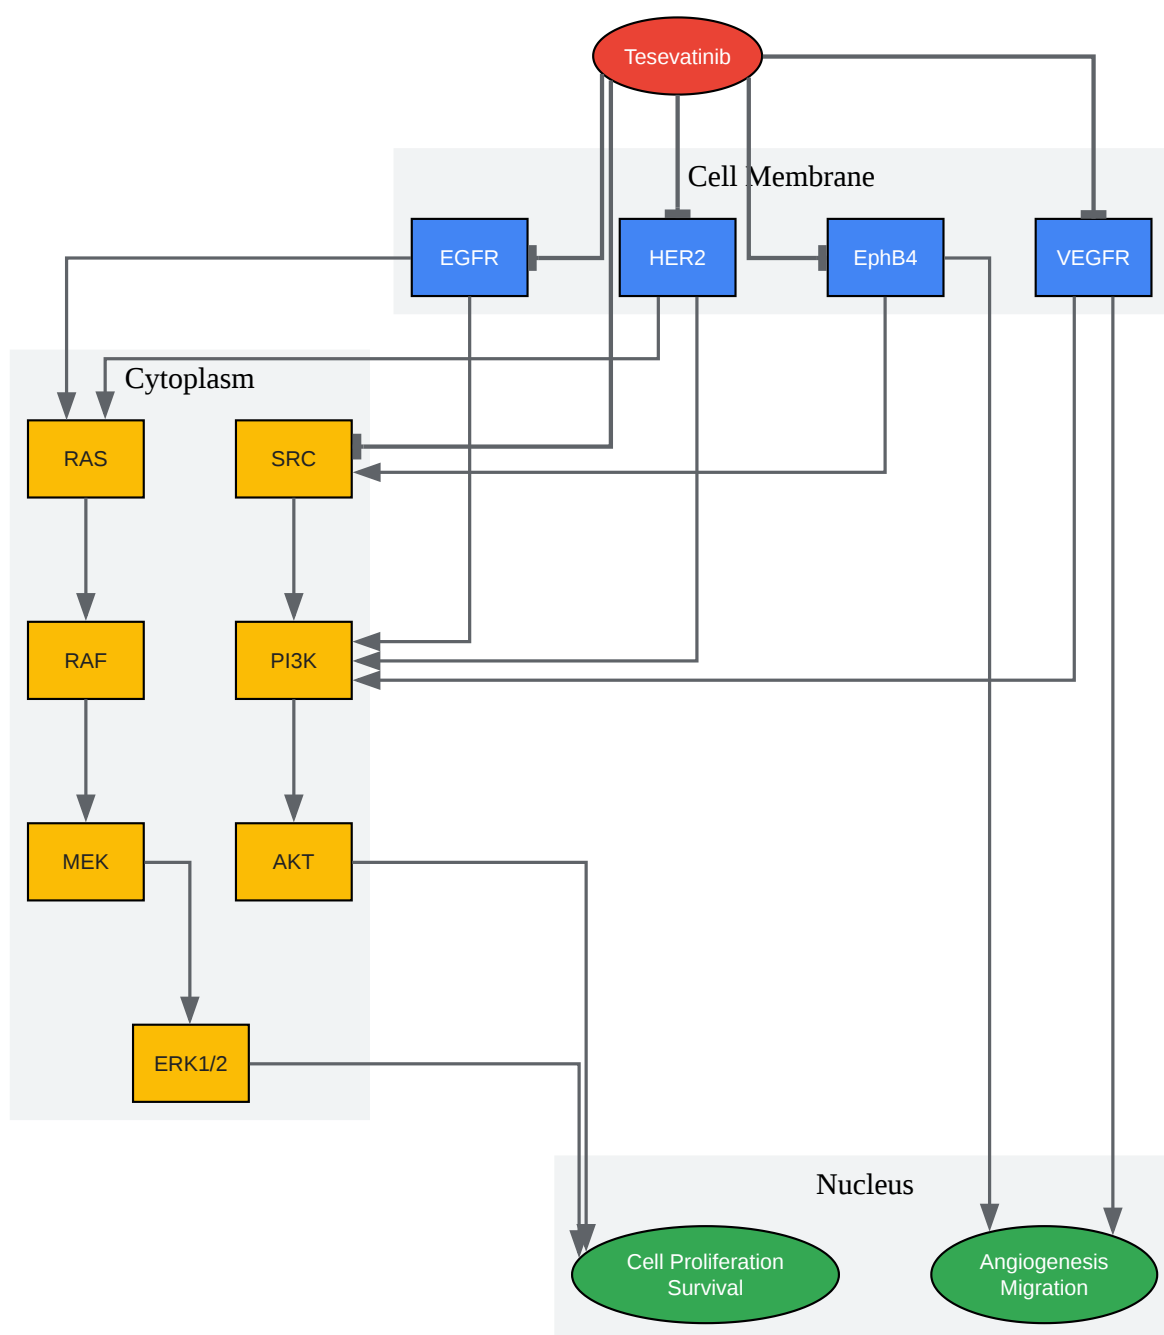 Tesevatinib
Cell Membrane
EGFR
HER2
EphB4
VEGFR
Cytoplasm
RAS
SRC
RAF
PI3K
MEK
AKT
ERK1/2
Nucleus
Cell Proliferation
Survival
Angiogenesis
Migration